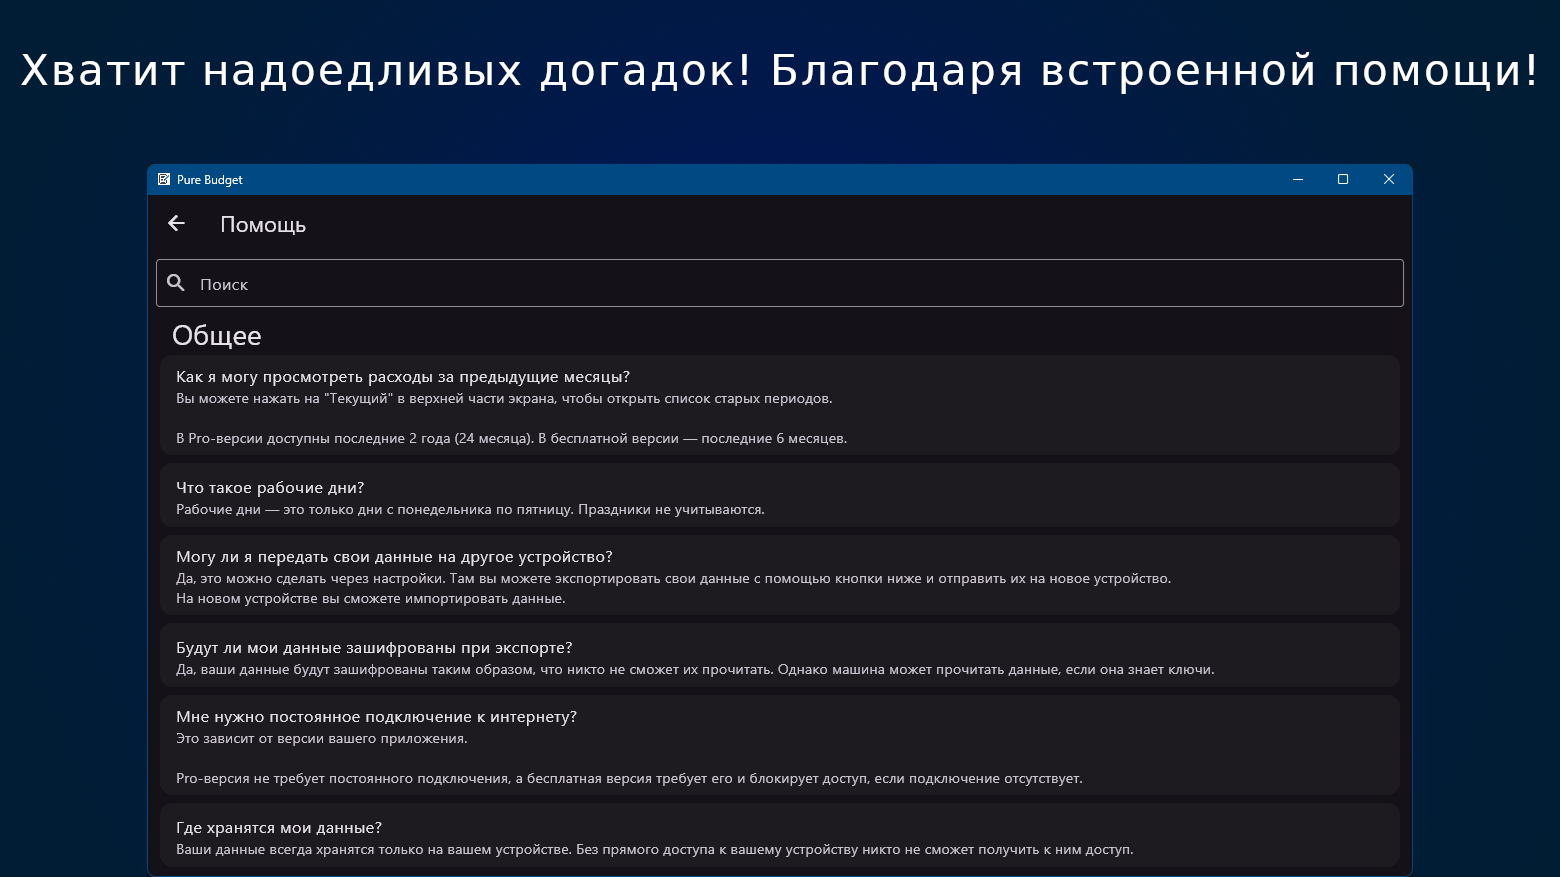 Хватит надоедливых догадок! Благодаря встроенной помощи!
Pure Budget
Помощь
Поиск
Общее
Как я могу просмотреть расходы за предыдущие месяцы?
Вы можете нажать на "Текущий" в верхней части экрана, чтобы открыть список старых периодов.
В Pro-версии доступны последние 2 года (24 месяца). В бесплатной версии — последние 6 месяцев.
Что такое рабочие дни?
Рабочие дни — это только дни с понедельника по пятницу. Праздники не учитываются.
Могу ли я передать свои данные на другое устройство?
Да, это можно сделать через настройки. Там вы можете экспортировать свои данные с помощью кнопки ниже и отправить их на новое устройство.
На новом устройстве вы сможете импортировать данные.
Будут ли мои данные зашифрованы при экспорте?
Да, ваши данные будут зашифрованы таким образом, что никто не сможет их прочитать. Однако машина может прочитать данные, если она знает ключи.
Мне нужно постоянное подключение к интернету?
Это зависит от версии вашего приложения.
Pro-версия не требует постоянного подключения, а бесплатная версия требует его и блокирует доступ, если подключение отсутствует.
Где хранятся мои данные?
Ваши данные всегда хранятся только на вашем устройстве. Без прямого доступа к вашему устройству никто не сможет получить к ним доступ.